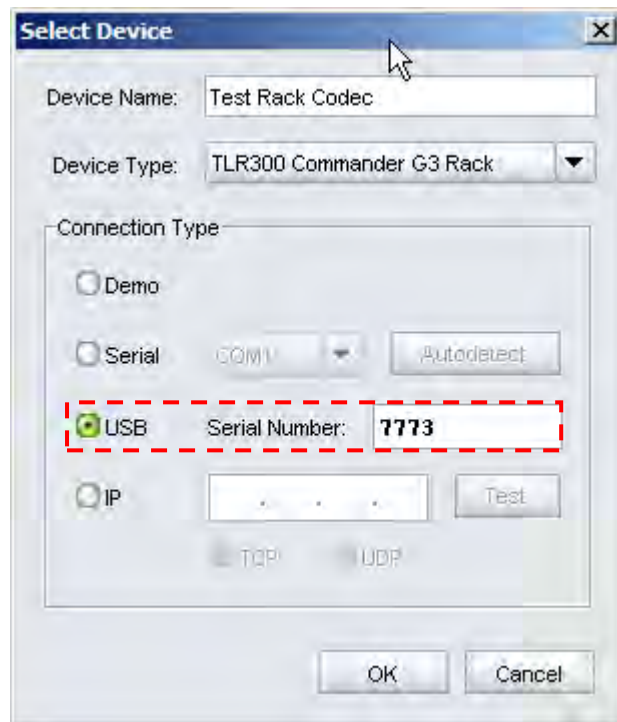 Select Device
Device Name: Test Rack Codec
Device Type: TLR300 Commander G3 Rack
Connection Type
Demo
Serial COM1 Autodetect
USB Serial Number: 7773
IP . . . Test
TCP UDP
OK Cancel